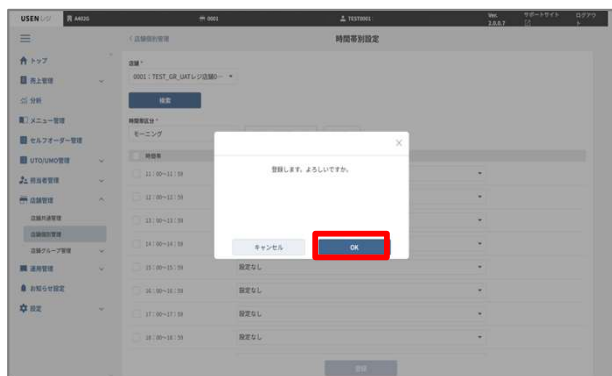 USEN レジ
A4026
0001
TEST0001
Ver. 2.0.0.7
サポートサイト
ログアウト
トップ
売上管理
分析
メニュー管理
セルフオーダー管理
UTO/UMO管理
担当者管理
店舗管理
店舗共通管理
店舗個別管理
店舗グループ管理
運用管理
お知らせ設定
設定
店舗個別管理
時間帯別設定
店舗 *
0001:TEST_GR_UATレジ店舗0…
検索
時間帯区分 *
モーニング
時間帯
登録します。よろしいですか。
キャンセル
OK
11:00~11:59
12:00~12:59
13:00~13:59
14:00~14:59
15:00~15:59 設定なし
16:00~16:59 設定なし
17:00~17:59 設定なし
18:00~18:59 設定なし
登録